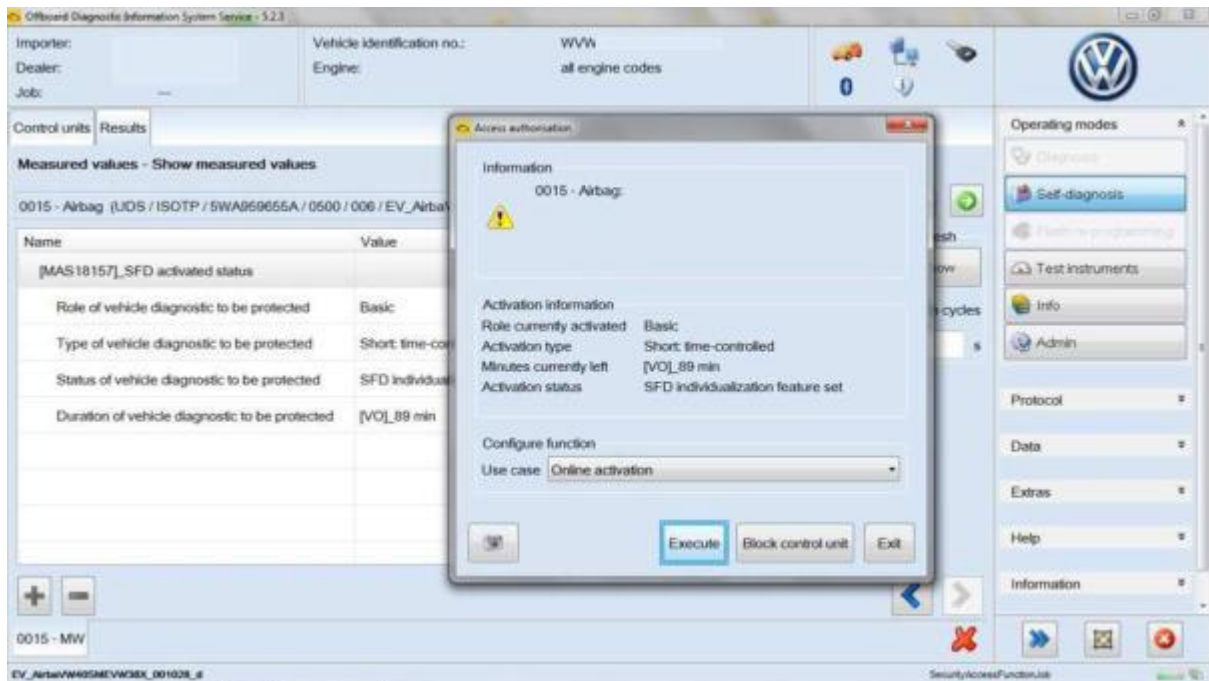 Offboard Diagnostic Information System Service - 5.2.3
Importer:
Dealer:
Job: ---
Vehicle identification no.: WVW
Engine: all engine codes
Control units Results
Measured values - Show measured values
0015 - Airbag (UDS / ISOTP / 5WA959655A / 0500 / 006 / EV_Airba
Name Value
[MAS18157]_SFD activated status
Role of vehicle diagnostic to be protected Basic
Type of vehicle diagnostic to be protected Short: time-con
Status of vehicle diagnostic to be protected SFD individual
Duration of vehicle diagnostic to be protected [VO]_89 min
esh
ow
cycles
s
Access authorisation
Information
0015 - Airbag:
Activation information
Role currently activated Basic
Activation type Short: time-controlled
Minutes currently left [VO]_89 min
Activation status SFD individualization feature set
Configure function
Use case Online activation
Execute Block control unit Exit
Operating modes
Diagnosis
Self-diagnosis
Test instruments
Info
Admin
Protocol
Data
Extras
Help
Information
0015 - MW
SecurityAccessFunctionJob